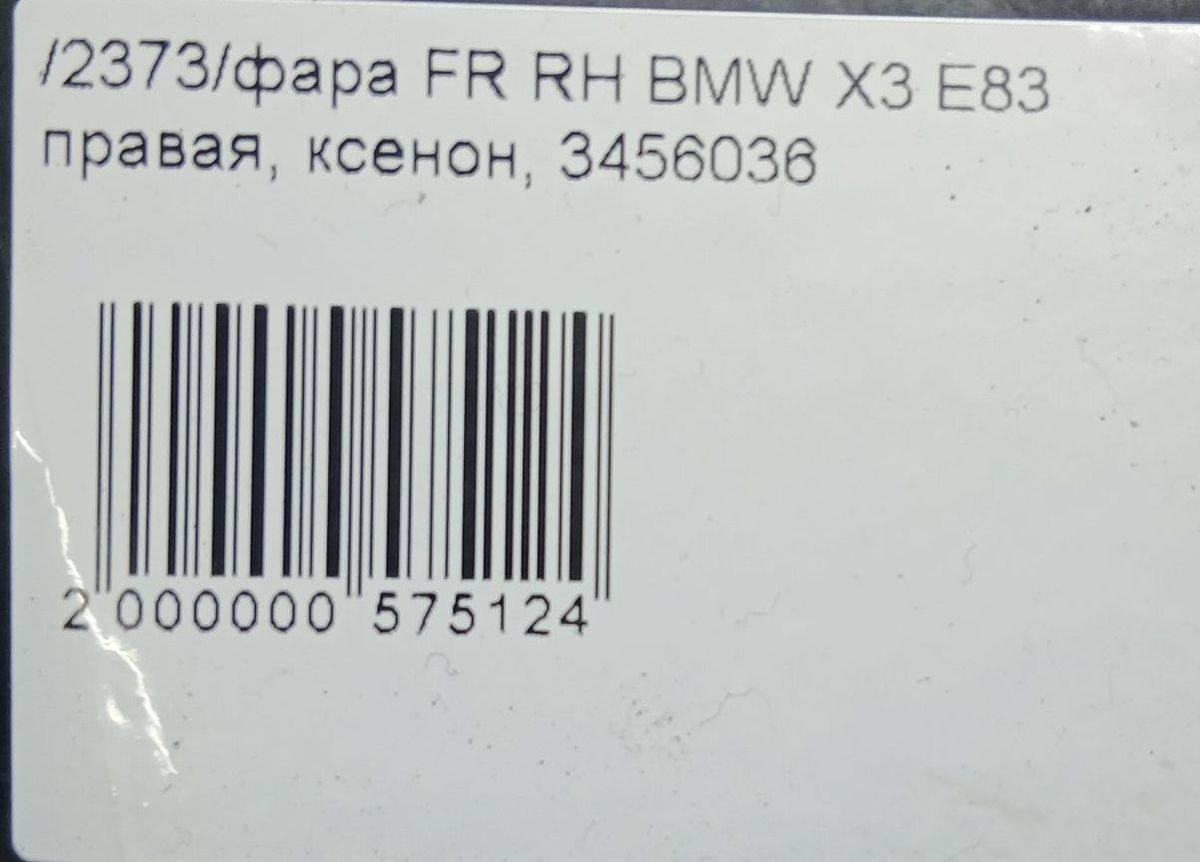 /2373/фара FR RH BMW X3 E83
правая, ксенон, 3456036
2 000000 575124